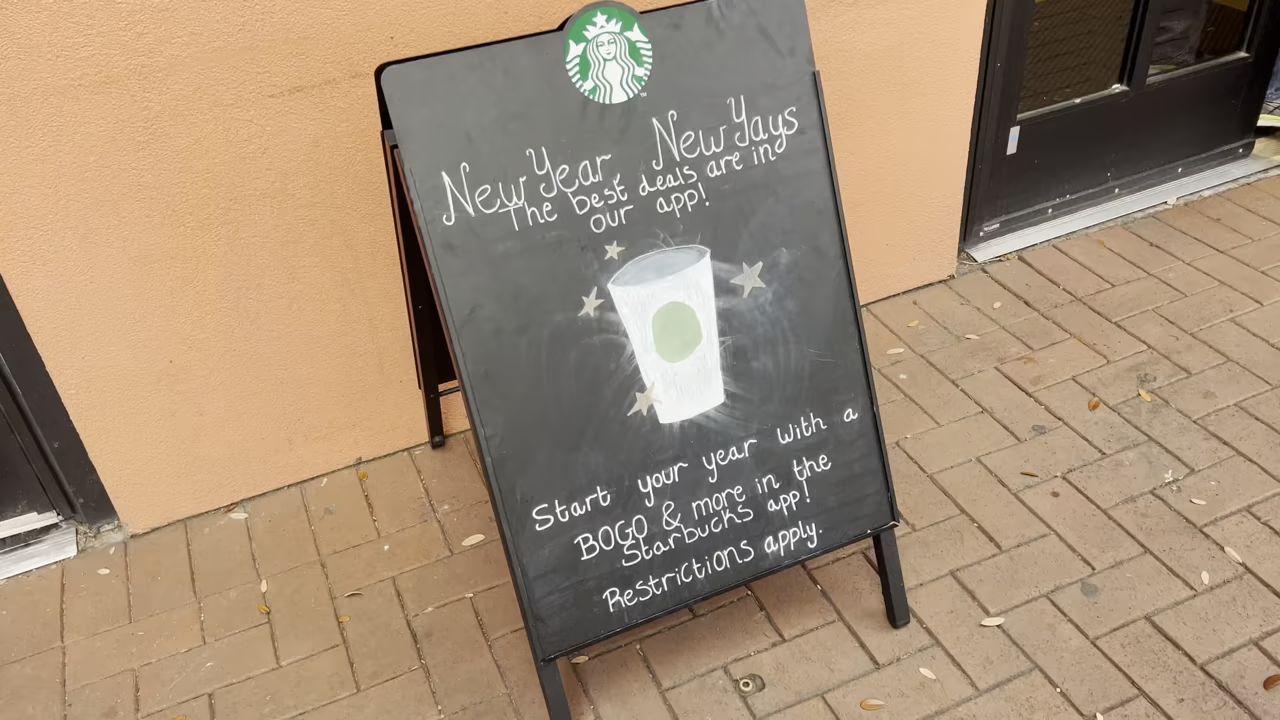 New Year, New Yays
The best deals are in
our app!
Start your year with a
BOGO & more in the
Starbucks app!
Restrictions apply.